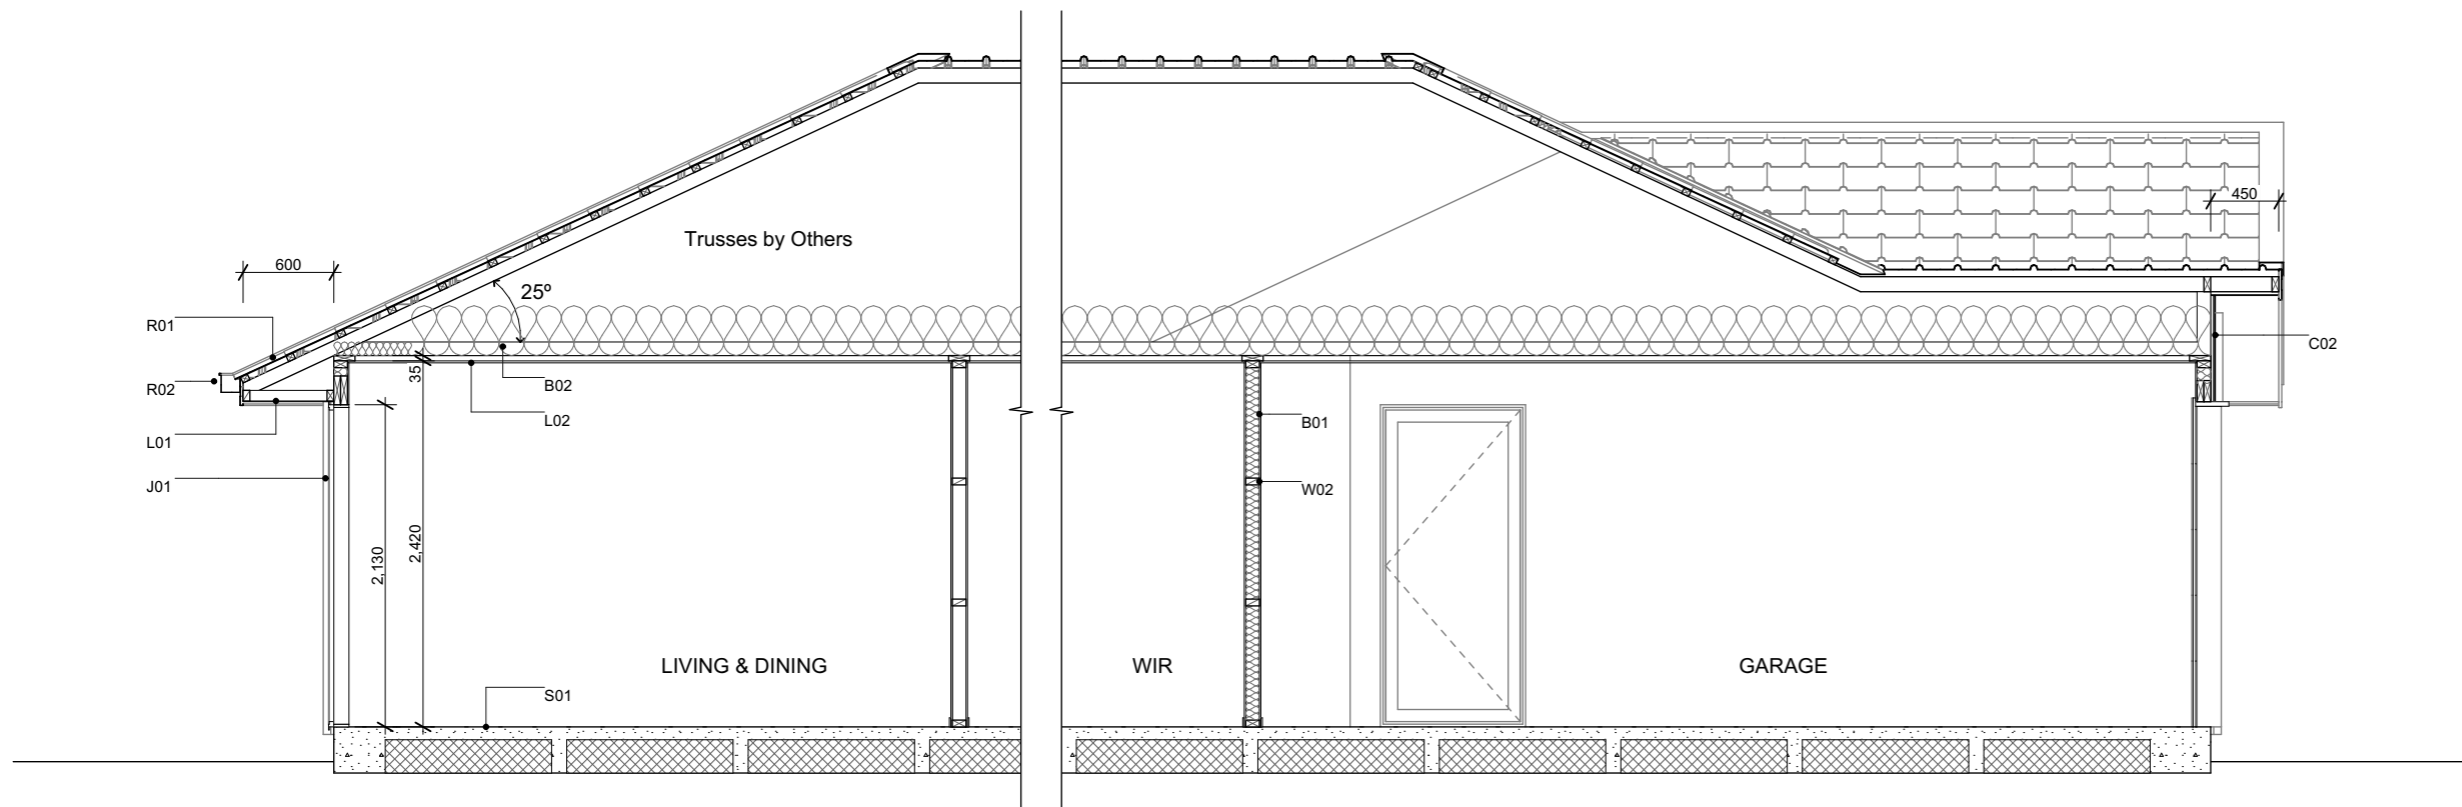 450
Trusses by Others
600
25º
R01
C02
35
R02
B02
L02
B01
L01
J01
W02
2,420
2,130
LIVING & DINING
WIR
GARAGE
S01